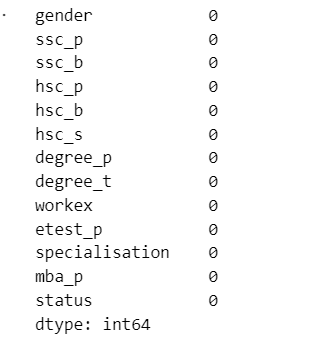 gender 0
ssc_p 0
ssc_b 0
hsc_p 0
hsc_b 0
hsc_s 0
degree_p 0
degree_t 0
workex 0
etest_p 0
specialisation 0
mba_p 0
status 0
dtype: int64